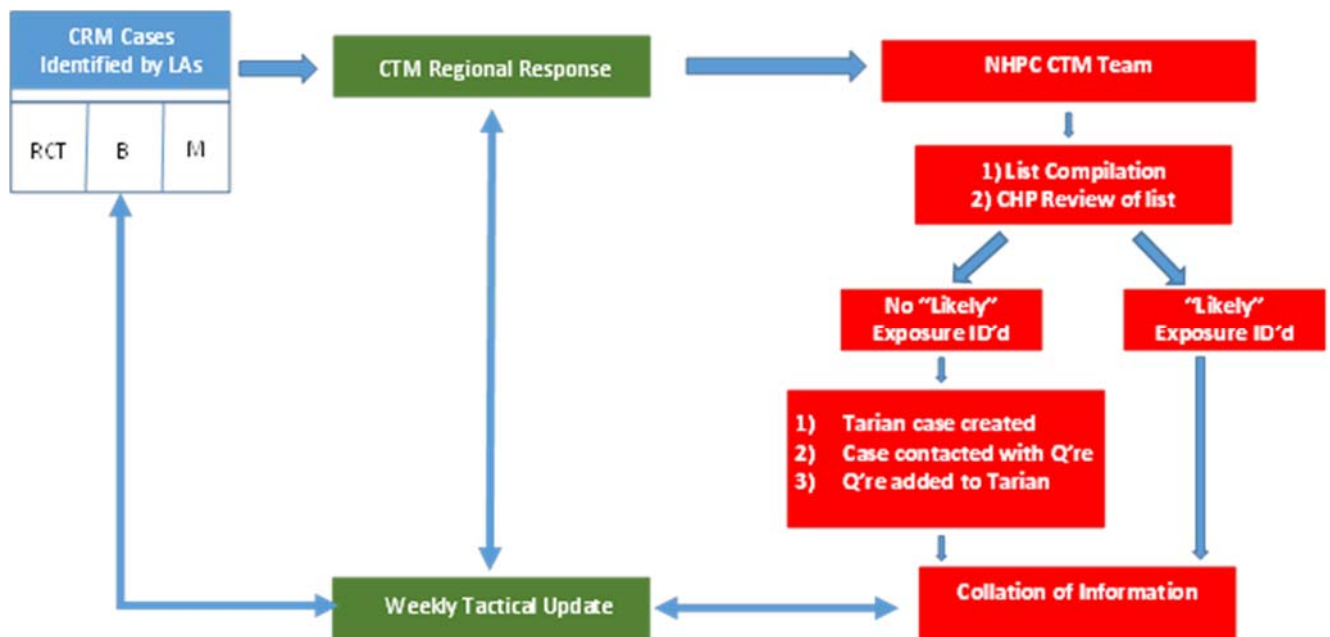 CRM Cases
Identified by LAs
RCT
B
M
CTM Regional Response
NHPC CTM Team
1) List Compilation
2) CHP Review of list
No “Likely”
Exposure ID’d
“Likely”
Exposure ID’d
1) Tarian case created
2) Case contacted with Q’re
3) Q’re added to Tarian
Weekly Tactical Update
Collation of Information